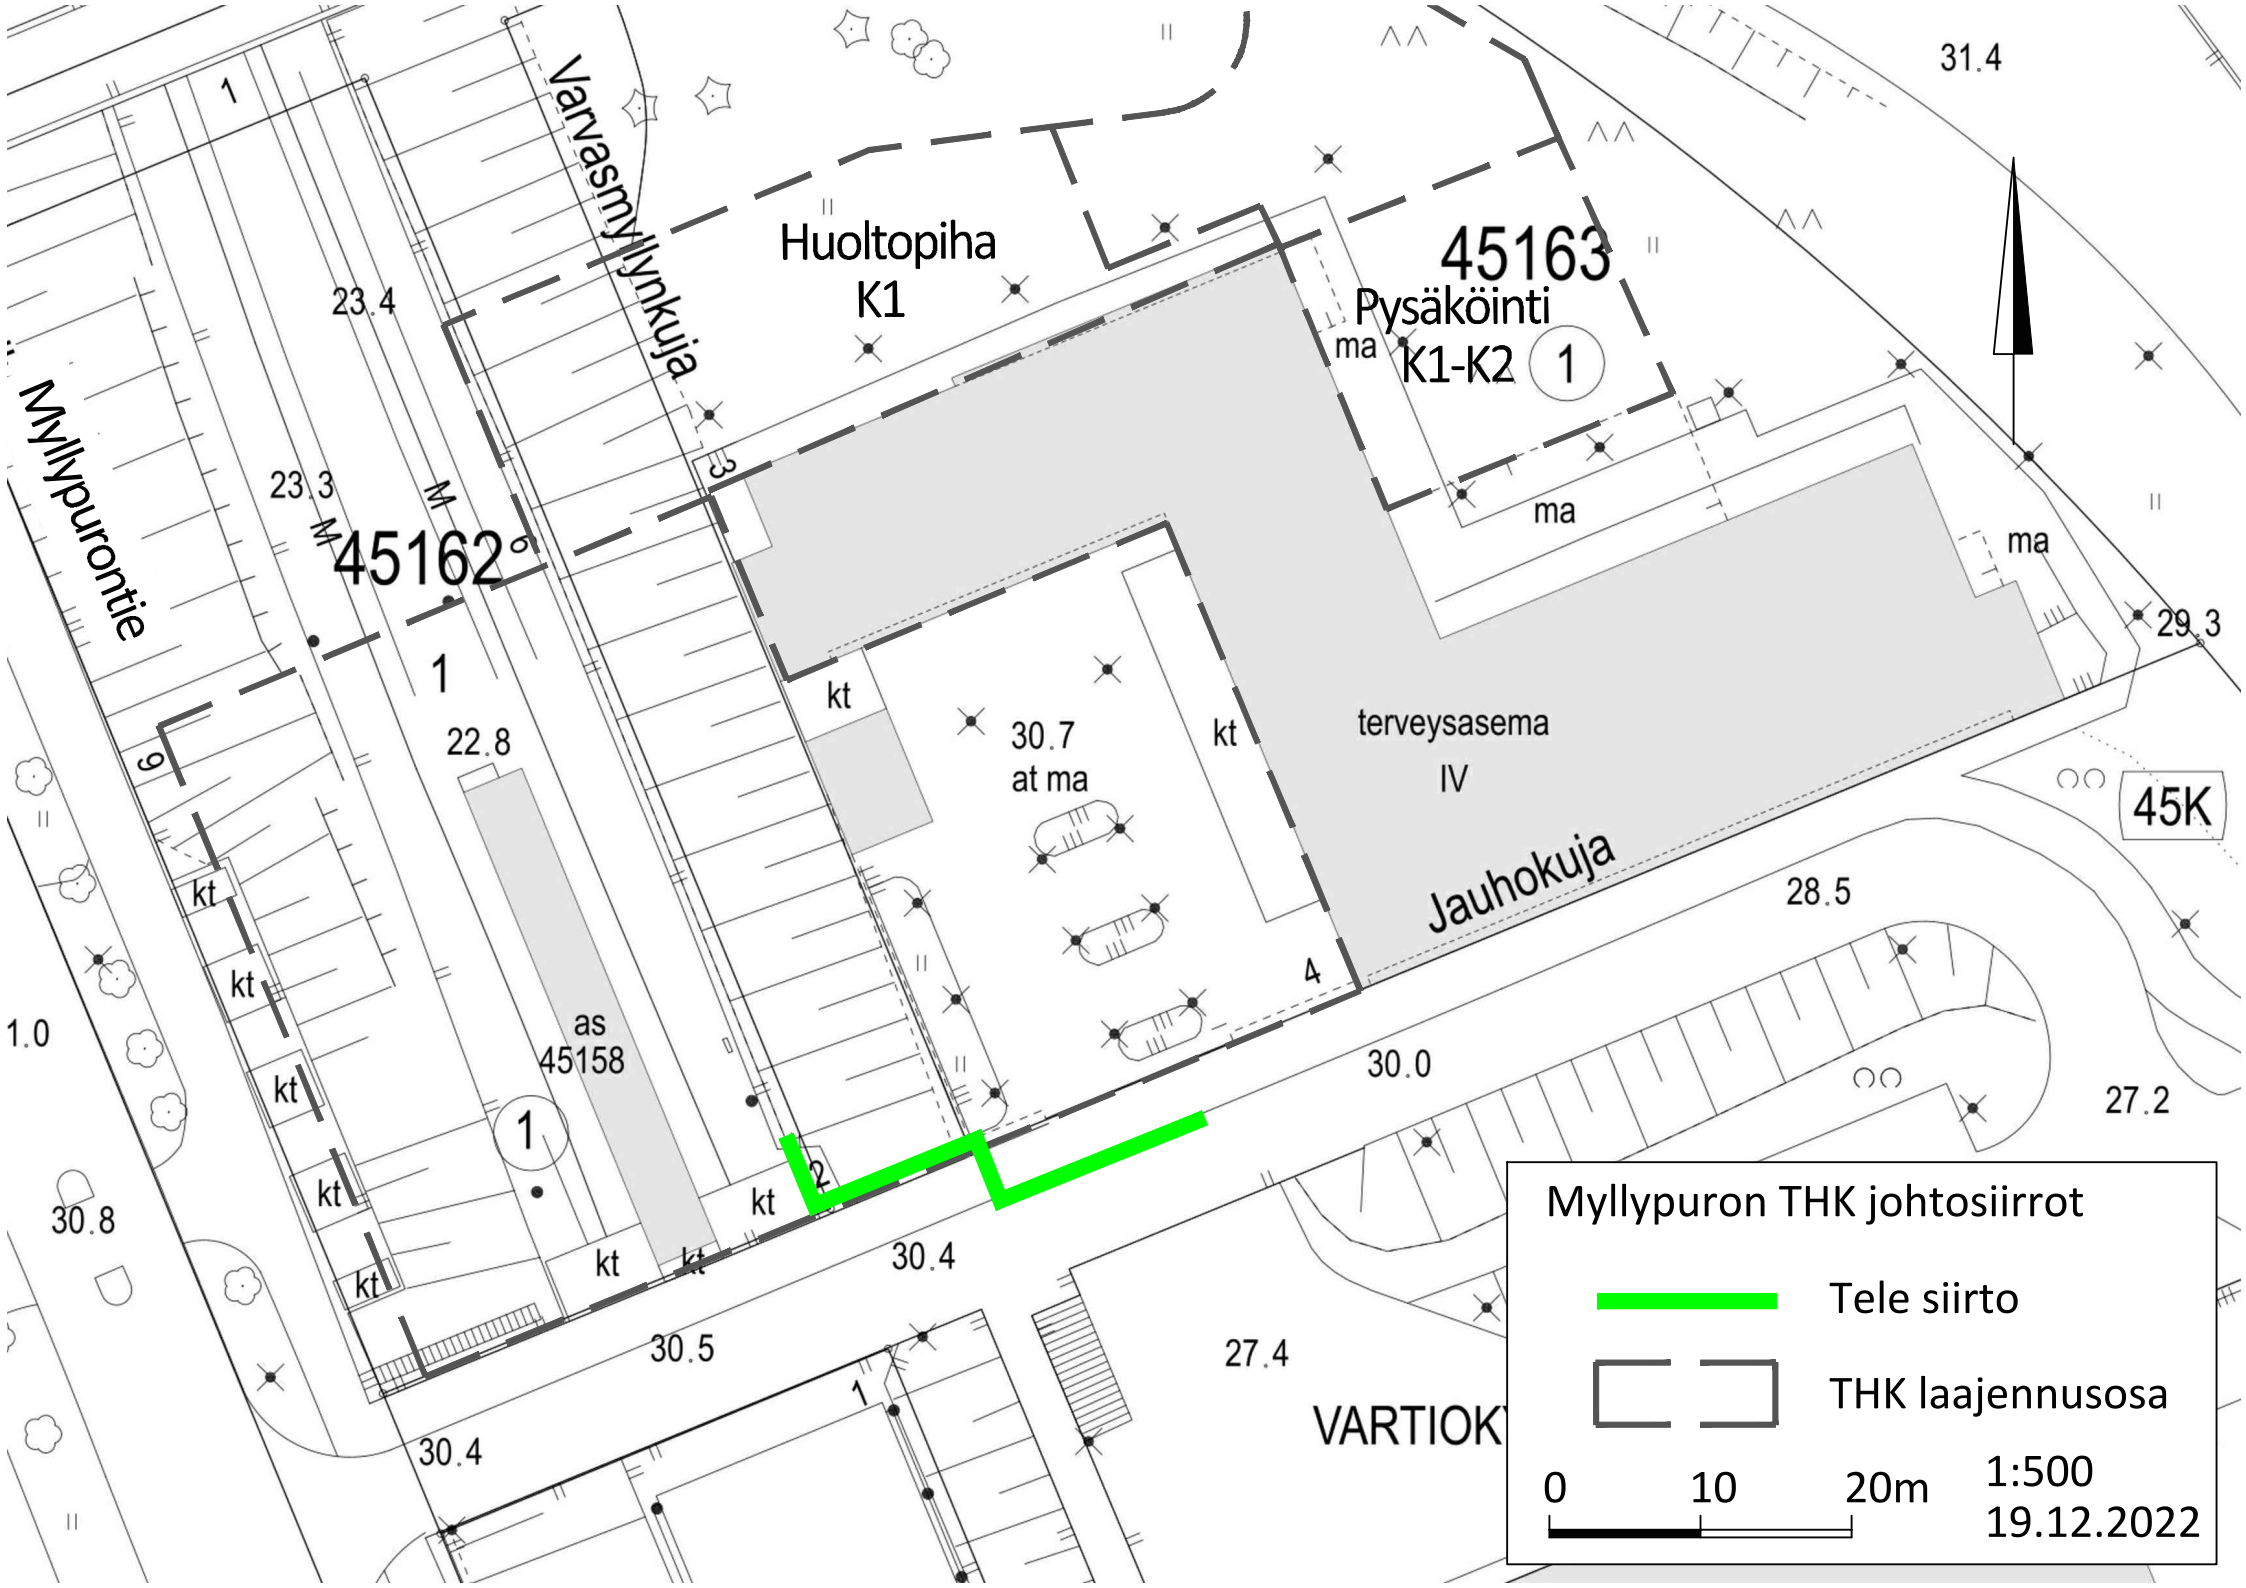 31.4
1
Varvasmyllynkuja
Huoltopiha
K1
45163
Pysäköinti
K1-K2
1
ma
23.4
Myllypurontie
23.3
M
M
45162
6
3
ma
ma
29.3
1
kt
22.8
9
30.7
at ma
kt
terveysasema
IV
45K
Jauhokuja
28.5
kt
kt
4
as
45158
1.0
kt
1
30.0
27.2
2
kt
kt
30.8
kt
kt
kt
30.4
30.5
27.4
1
30.4
VARTIOK
Myllypuron THK johtosiirrot
Tele siirto
THK laajennusosa
0 10 20m
1:500
19.12.2022